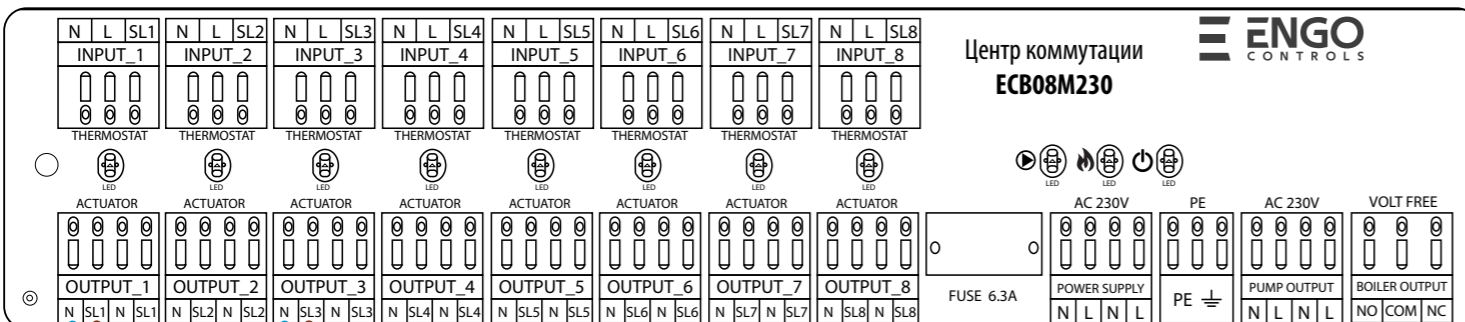 N L SL1 N L SL2 N L SL3 N L SL4 N L SL5 N L SL6 N L SL7 N L SL8
INPUT_1 INPUT_2 INPUT_3 INPUT_4 INPUT_5 INPUT_6 INPUT_7 INPUT_8
THERMOSTAT THERMOSTAT THERMOSTAT THERMOSTAT THERMOSTAT THERMOSTAT THERMOSTAT THERMOSTAT
Центр коммутации
ECB08M230
ENGO
CONTROLS
LED LED LED LED LED LED LED LED LED LED LED
ACTUATOR ACTUATOR ACTUATOR ACTUATOR ACTUATOR ACTUATOR ACTUATOR ACTUATOR AC 230V PE AC 230V VOLT FREE
OUTPUT_1 OUTPUT_2 OUTPUT_3 OUTPUT_4 OUTPUT_5 OUTPUT_6 OUTPUT_7 OUTPUT_8 FUSE 6.3A POWER SUPPLY PE PUMP OUTPUT BOILER OUTPUT
N SL1 N SL1 N SL2 N SL2 N SL3 N SL3 N SL4 N SL4 N SL5 N SL5 N SL6 N SL6 N SL7 N SL7 N SL8 N SL8 N L N L N L N L NO COM NC